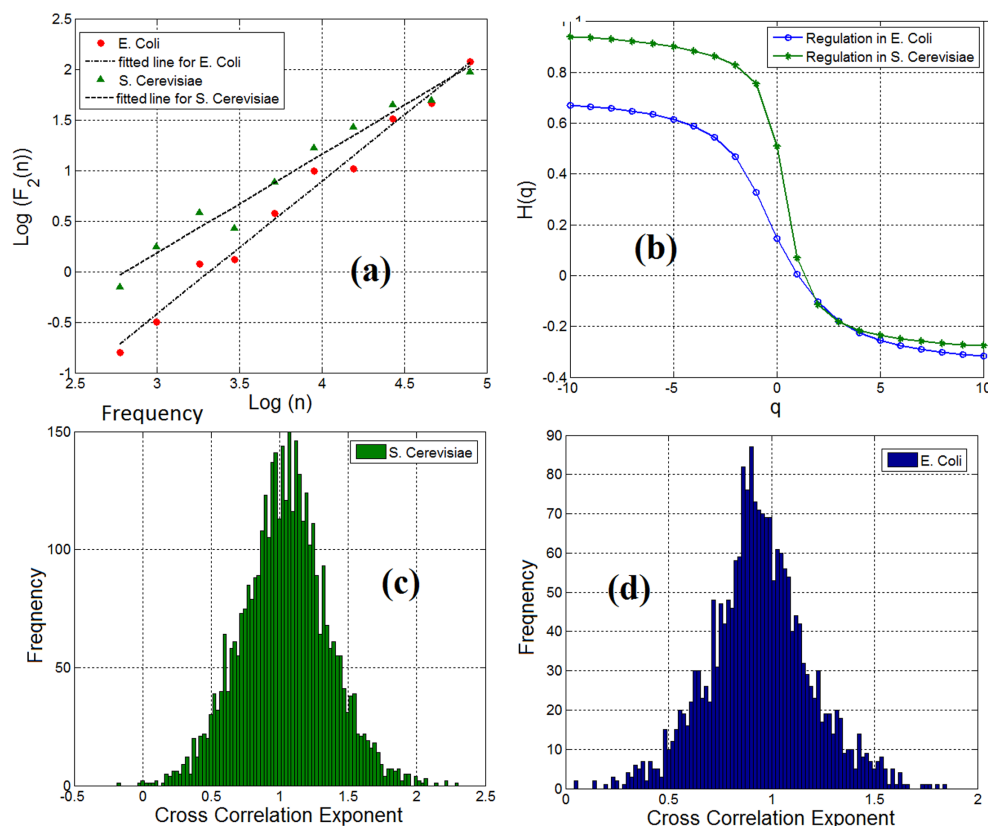 E. Coli
fitted line for E. Coli
S. Cerevisiae
fitted line for S. Cerevisiae
2.5
2
1.5
1
0.5
0
-0.5
-1
Log (F2(n))
(a)
2.5 3 3.5 4 4.5 5
Log (n)
Regulation in E. Coli
Regulation in S. Cerevisiae
1
0.8
0.6
0.4
0.2
0
-0.2
-0.4
H(q)
(b)
-10 -5 0 5 10
q
Frequency
150
100
50
0
Freqnency
S. Cerevisiae
(c)
-0.5 0 0.5 1 1.5 2 2.5
Cross Correlation Exponent
90
80
70
60
50
40
30
20
10
0
Freqnency
E. Coli
(d)
0 0.5 1 1.5 2
Cross Correlation Exponent